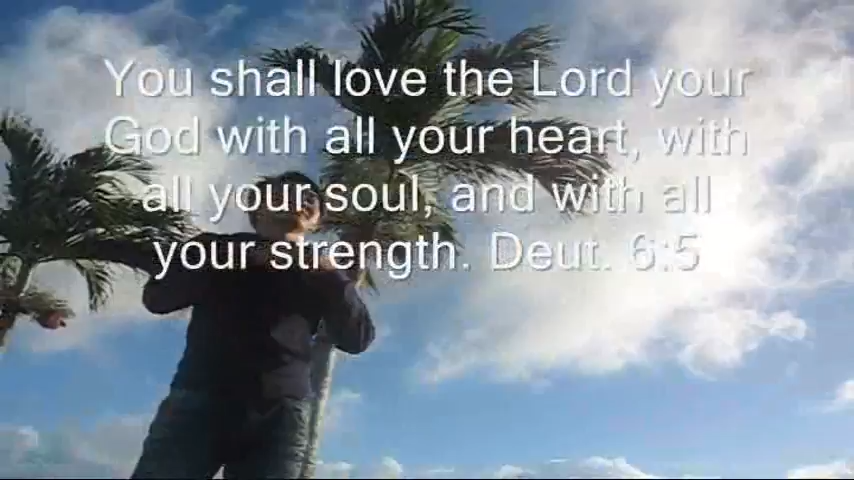 You shall love the Lord your
God with all your heart, with
all your soul, and with all
your strength. Deut. 6:5